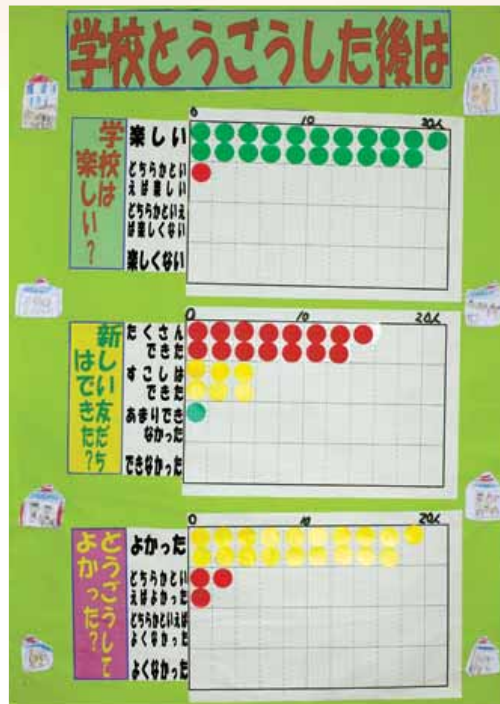 学校とうごうした後は
学校は
楽しい？
0 10 20人
楽しい
どちらかとい
えば楽しい
どちらかといえ
ば楽しくない
楽しくない
新しい友だち
はできた？
0 10 20人
たくさん
できた
すこしは
できた
あまりでき
なかった
できなかった
とうごうして
よかった？
0 10 20人
よかった
どちらかとい
えばよかった
どちらかといえば
よくなかった
よくなかった